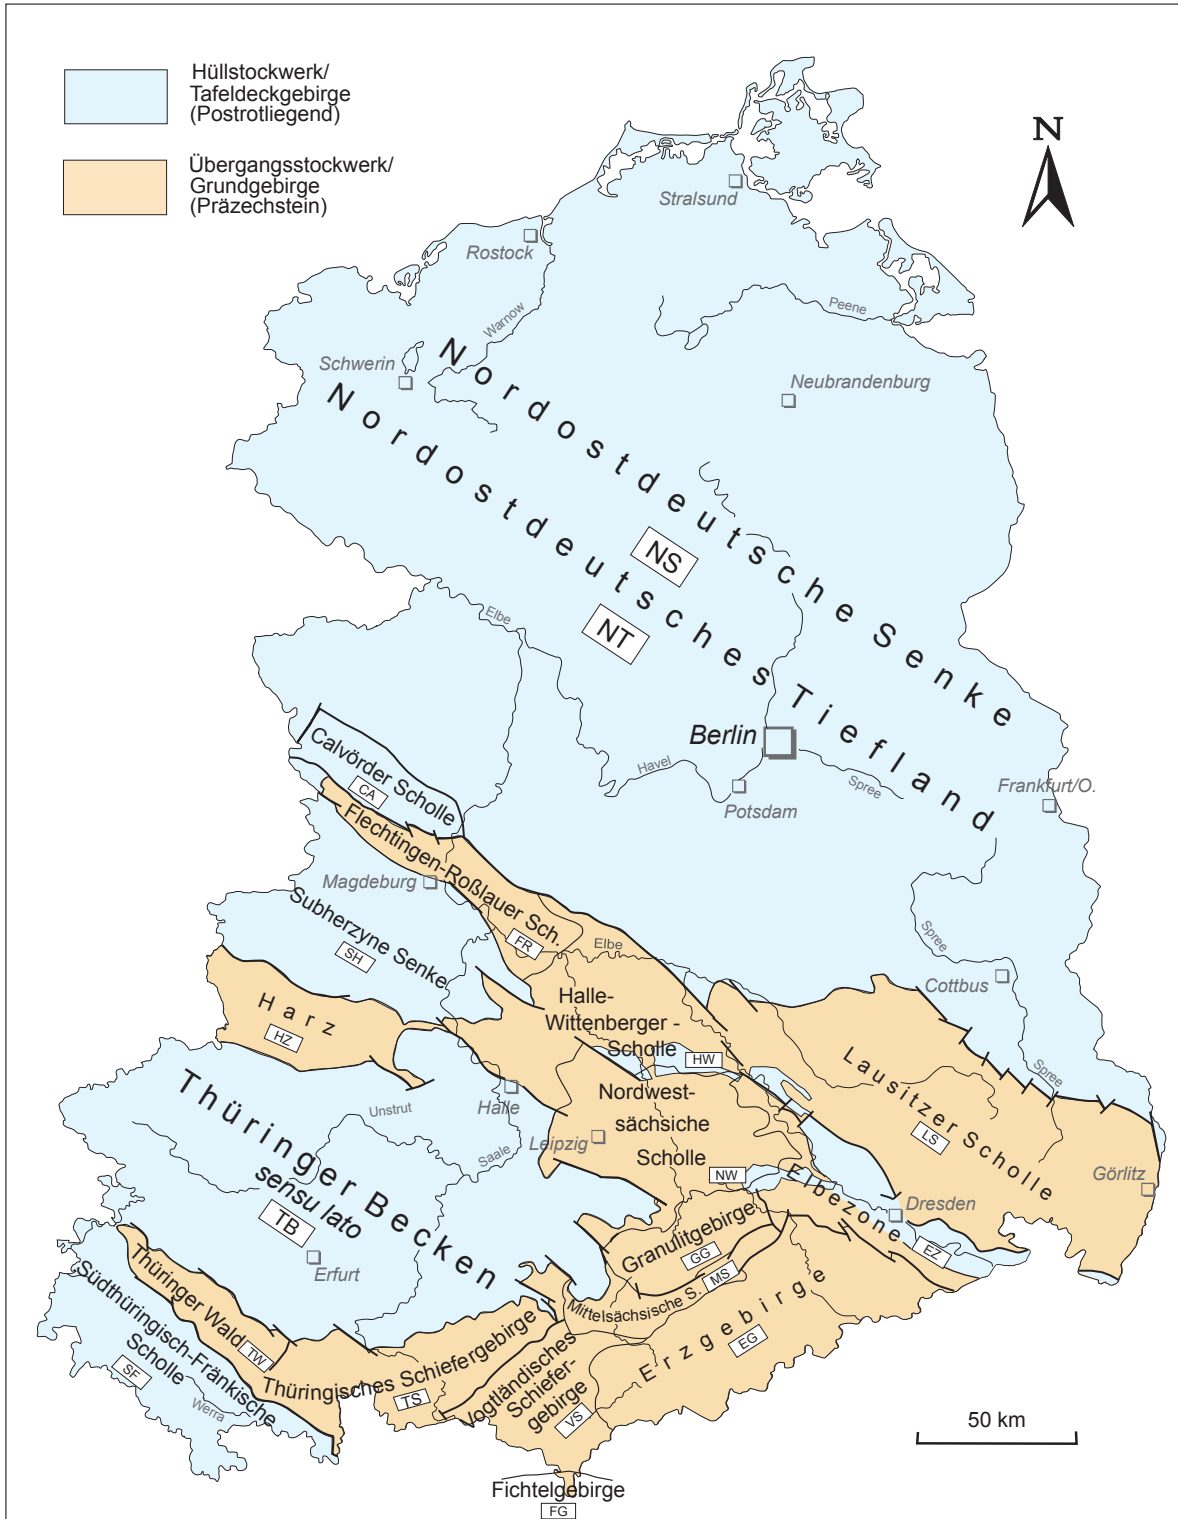 Hüllstockwerk/
Tafeldeckgebirge
(Postrotliegend)
Übergangsstockwerk/
Grundgebirge
(Präzechstein)
N
Stralsund
Rostock
Peene
Warnow
Schwerin
Neubrandenburg
Nordostdeutsche Senke
NS
Nordostdeutsches Tiefland
NT
Elbe
Berlin
Havel
Spree
Potsdam
Frankfurt/O.
Calvörder Scholle
CA
Flechtingen-Roßlauer Sch.
FR
Magdeburg
Subherzyne Senke
SH
Elbe
Spree
Cottbus
Harz
HZ
Halle-
Wittenberger -
Scholle
HW
Lausitzer Scholle
LS
Spree
Thüringer Becken
sensu lato
TB
Unstrut
Halle
Saale
Leipzig
Nordwest-
sächsiche
Scholle
NW
Elbezone
EZ
Dresden
Görlitz
Erfurt
Granulitgebirge
GG
Mittelsächsische S.
MS
Erzgebirge
EG
Thüringer Wald
TW
Südthüringisch-Fränkische
Scholle
SF
Werra
Thüringisches Schiefergebirge
TS
Vogtländisches
Schiefer-
gebirge
VS
50 km
Fichtelgebirge
FG